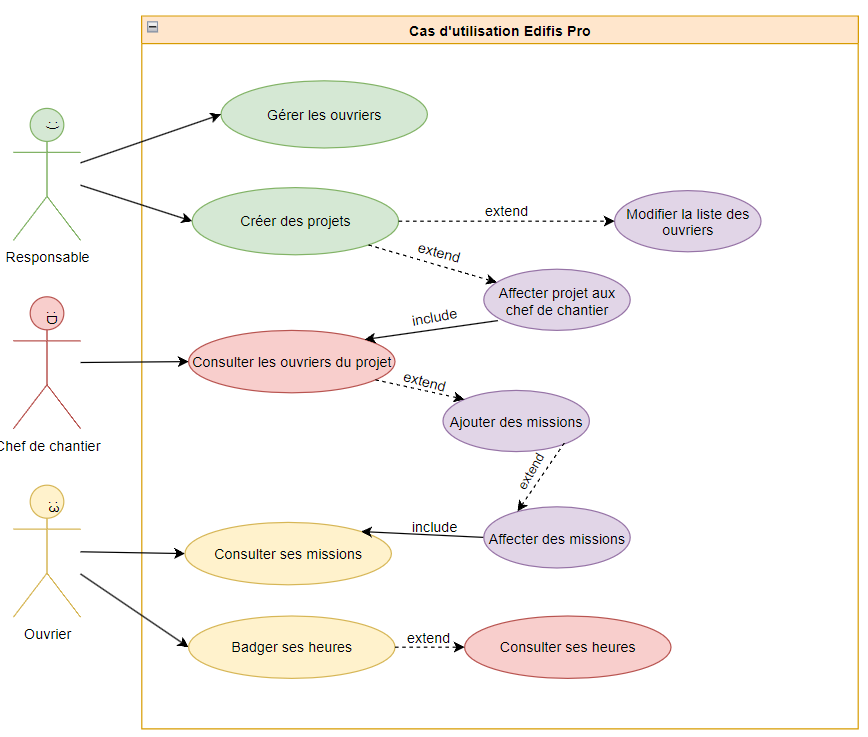 Cas d'utilisation Edifis Pro
Gérer les ouvriers
Responsable
Créer des projets
extend
Modifier la liste des
ouvriers
extend
Affecter projet aux
chef de chantier
include
Chef de chantier
Consulter les ouvriers du projet
extend
Ajouter des missions
extend
Affecter des missions
include
Consulter ses missions
Ouvrier
Badger ses heures
extend
Consulter ses heures